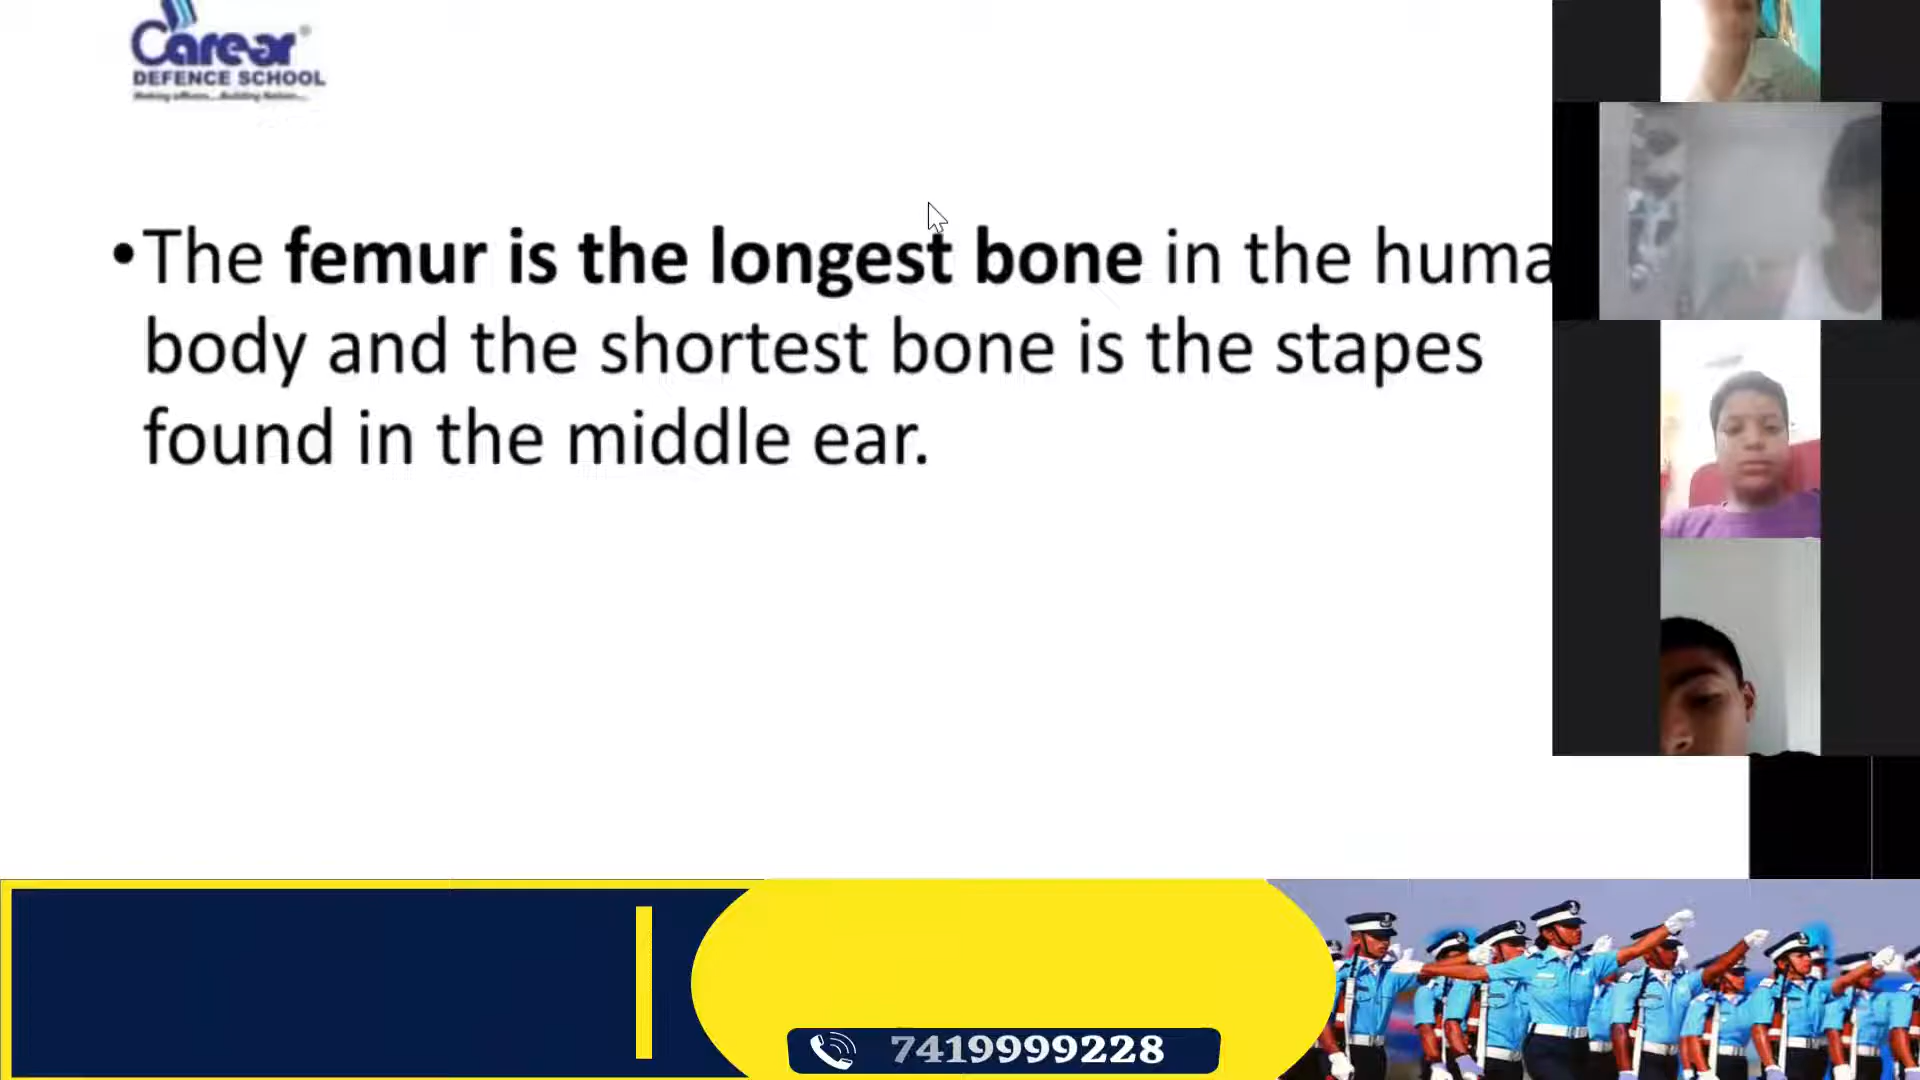 Carear
DEFENCE SCHOOL
•The femur is the longest bone in the huma
body and the shortest bone is the stapes
found in the middle ear.
7419999228